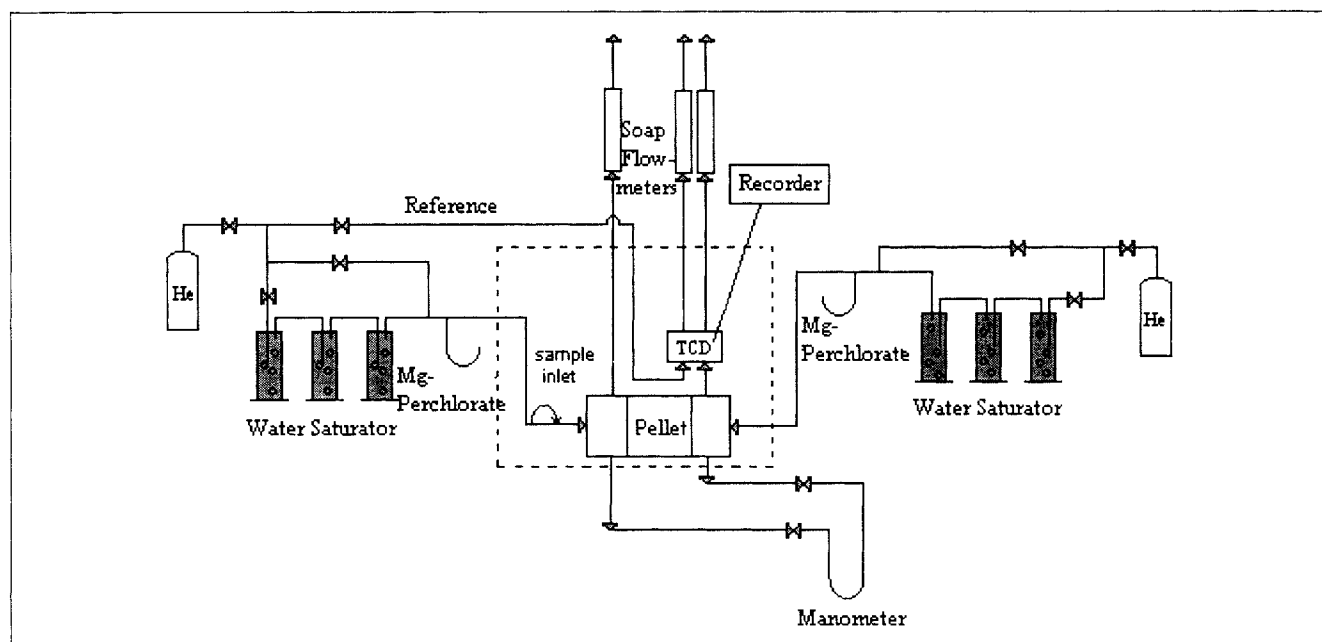 Soap
Flow-
meters
Recorder
Reference
He
TCD
sample
inlet
Mg-
Perchlorate
Water Saturator
Pellet
Mg-
Perchlorate
He
Water Saturator
Manometer